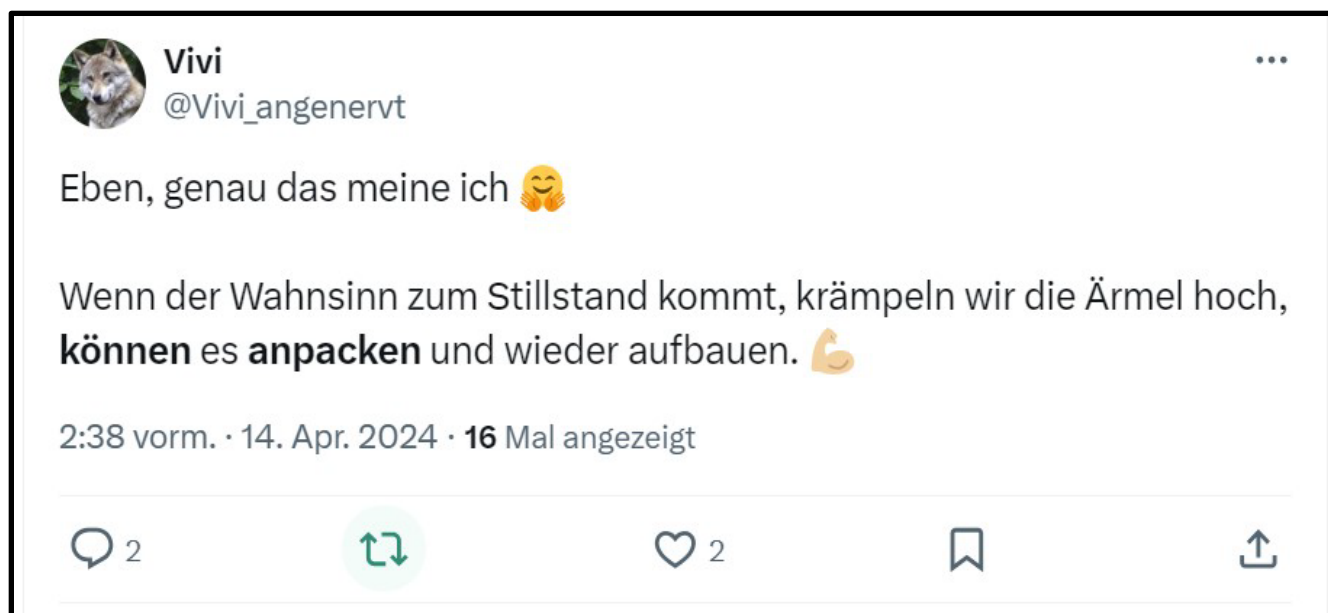 Vivi
@Vivi_angenervt
Eben, genau das meine ich 🤗
Wenn der Wahnsinn zum Stillstand kommt, krämpeln wir die Ärmel hoch,
können es anpacken und wieder aufbauen. 💪🏼
2:38 vorm. · 14. Apr. 2024 · 16 Mal angezeigt
2 2